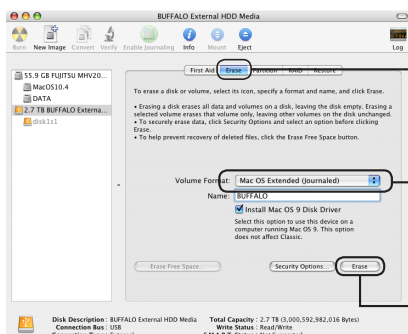 BUFFALO External HDD Media
Burn New Image Convert Verify Enable Journaling Info Mount Eject Log
First Aid Erase Partition RAID Restore
55.9 GB FUJITSU MHV20...
MacOS10.4
DATA
2.7 TB BUFFALO Externa...
disk1s1
To erase a disk or volume, select its icon, specify a format and name, and click Erase.
• Erasing a disk erases all data and volumes on a disk, leaving the disk empty. Erasing a
selected volume erases that volume only, leaving other volumes on the disk unchanged.
• To securely erase data, click Security Options and select an option before clicking
Erase.
• To help prevent recovery of deleted files, click the Erase Free Space button.
Volume Format: Mac OS Extended (Journaled)
Name: BUFFALO
Install Mac OS 9 Disk Driver
Select this option to use this device on a
computer running Mac OS 9. This option
does not affect Classic.
Erase Free Space... Security Options... Erase
Disk Description : BUFFALO External HDD Media Total Capacity : 2.7 TB (3,000,592,982,016 Bytes)
Connection Bus : USB Write Status : Read/Write